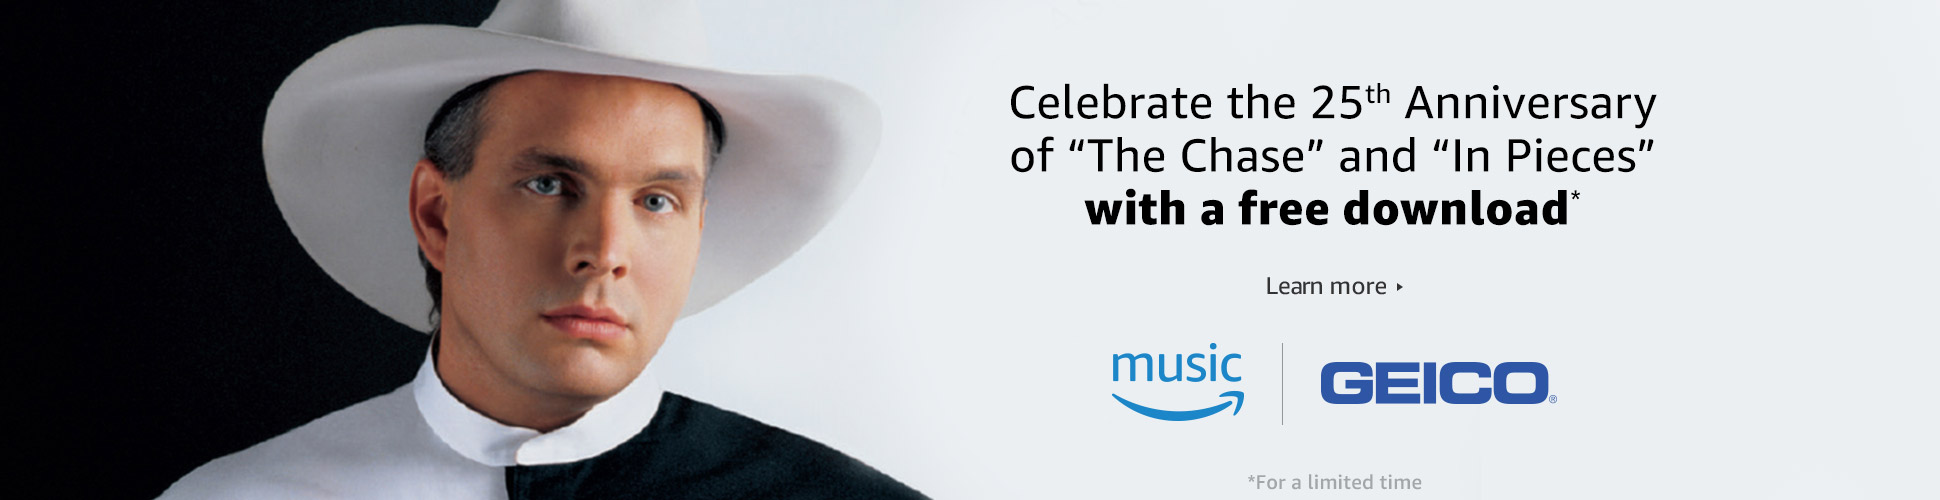 Celebrate the 25th Anniversary
of “The Chase” and “In Pieces”
with a free download*
Learn more ▸
music
GEICO®
*For a limited time